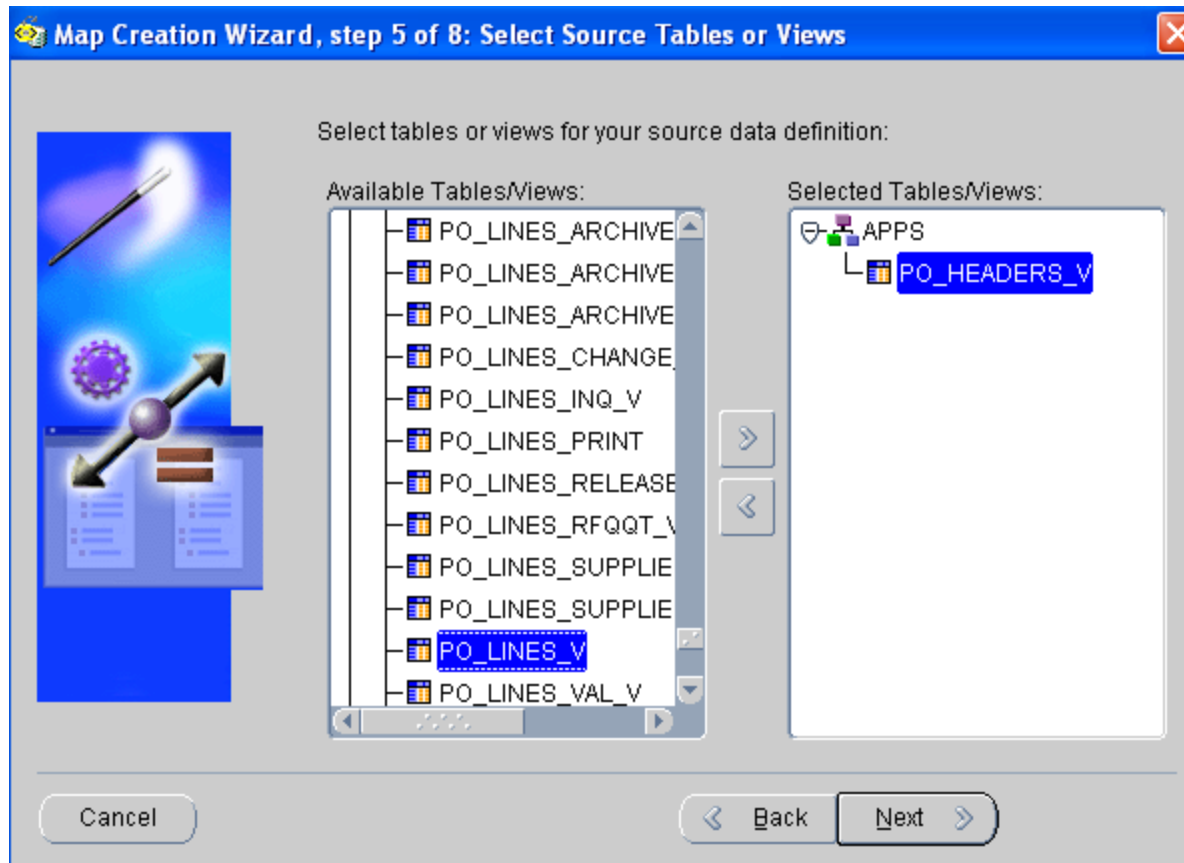 Map Creation Wizard, step 5 of 8: Select Source Tables or Views
Select tables or views for your source data definition:
Available Tables/Views:
PO_LINES_ARCHIVE
PO_LINES_ARCHIVE
PO_LINES_ARCHIVE
PO_LINES_CHANGE_
PO_LINES_INQ_V
PO_LINES_PRINT
PO_LINES_RELEASE
PO_LINES_RFQQT_V
PO_LINES_SUPPLIE
PO_LINES_SUPPLIE
PO_LINES_V
PO_LINES_VAL_V
Selected Tables/Views:
APPS
PO_HEADERS_V
Cancel
Back
Next